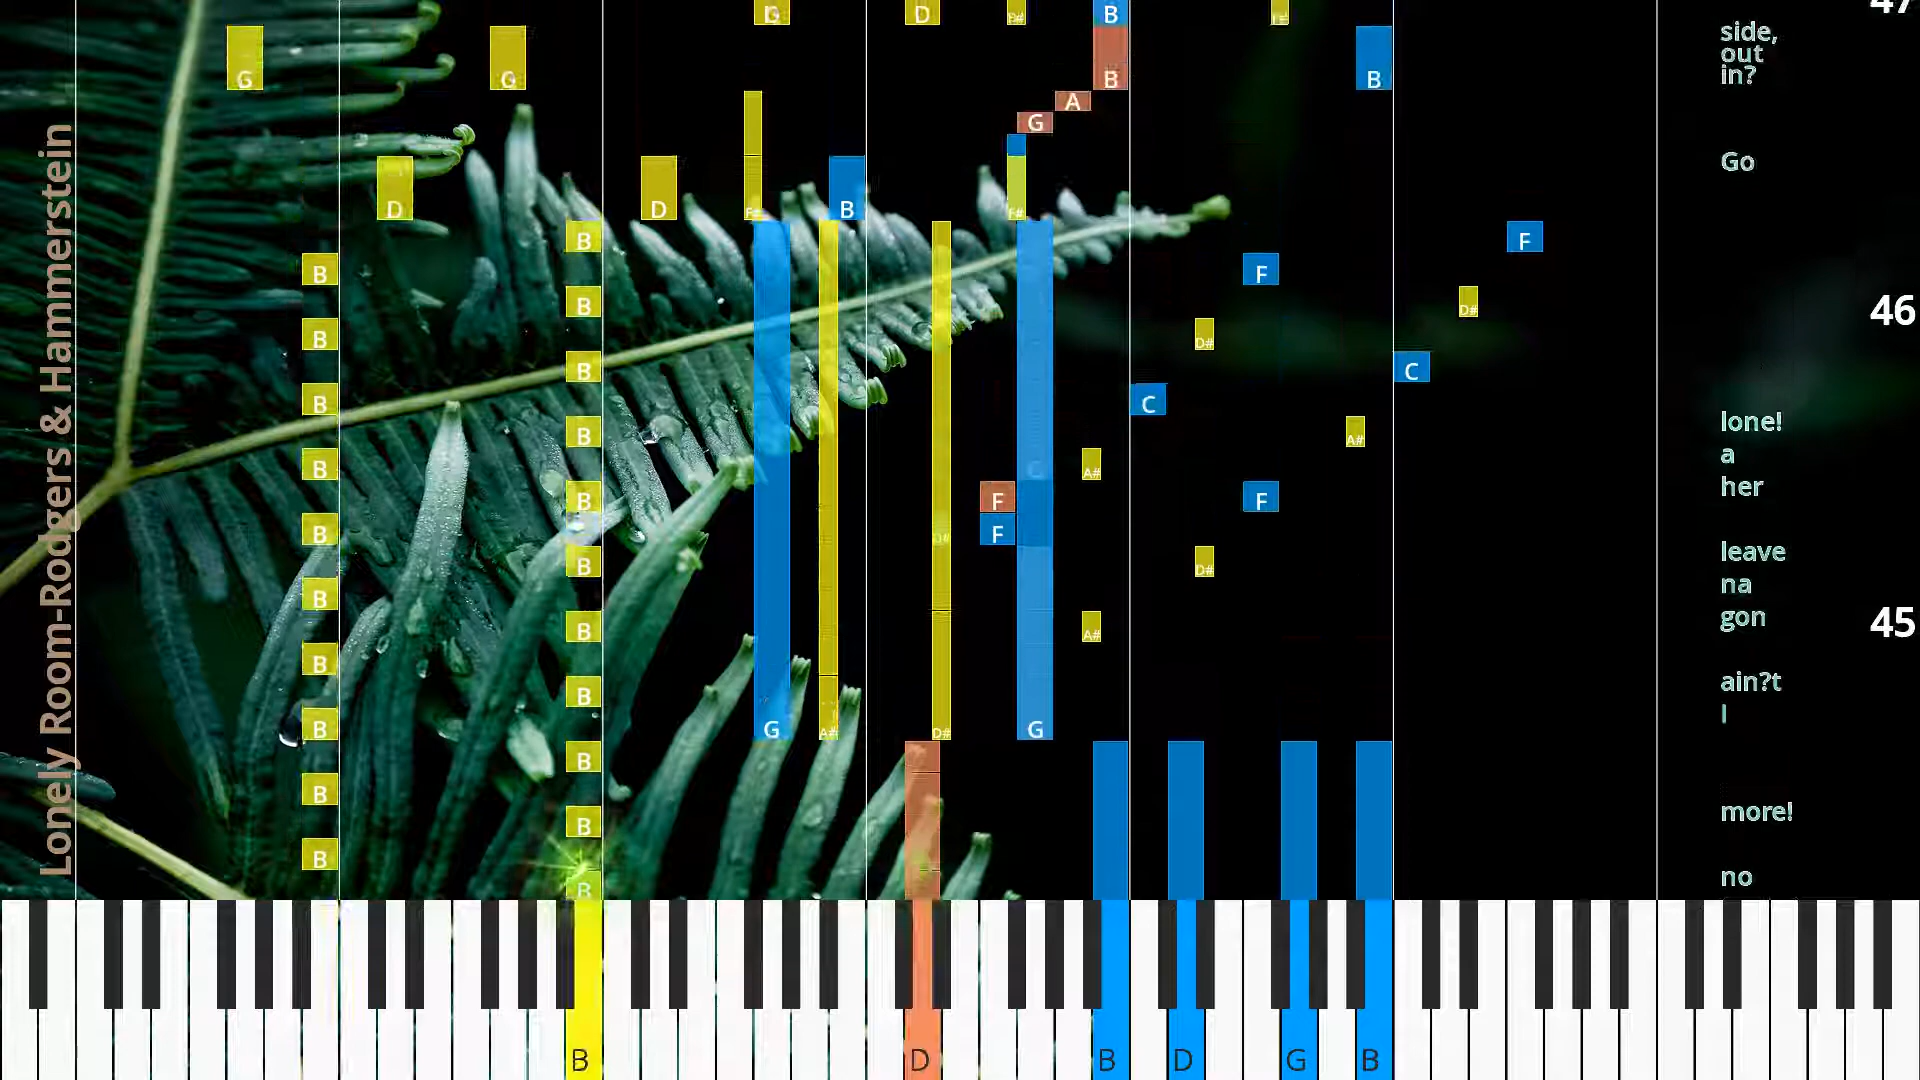 Lonely Room-Rodgers & Hammerstein
G D B
47
side,
out
in?
G G B B
A
G
Go
D D F# B F#
B F
B F
46
B D#
B D#
B C
B C
lone!
B A#
a
B A#
her
B F F
B F
leave
B D#
na
B
gon
45
B A#
B
ain?t
B
I
B G A# D# G
B
B
more!
B
B
no
B
B D B D G B